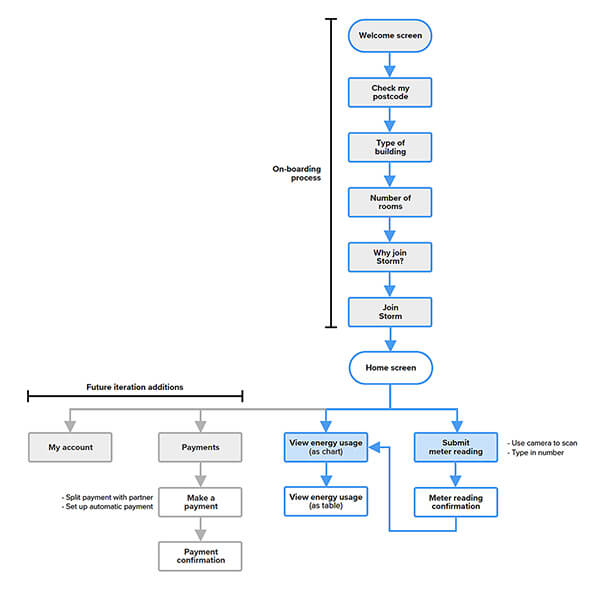 Welcome screen
Check my
postcode
Type of
building
On-boarding
process
Number of
rooms
Why join
Storm?
Join
Storm
Home screen
Future iteration additions
My account
Payments
View energy usage
(as chart)
Submit
meter reading
- Use camera to scan
- Type in number
- Split payment with partner
- Set up automatic payment
Make a
payment
View energy usage
(as table)
Meter reading
confirmation
Payment
confirmation